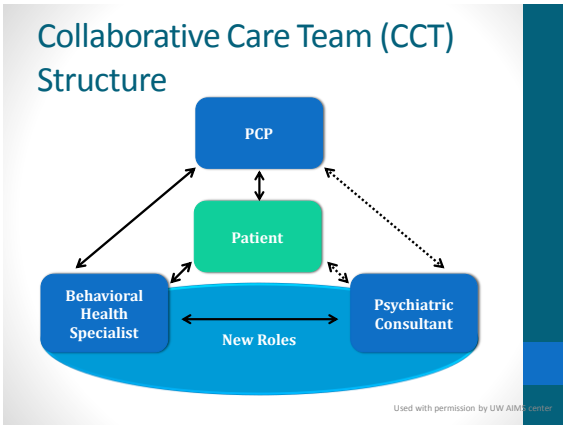 Collaborative Care Team (CCT)
Structure
PCP
Patient
Behavioral
Health
Specialist
Psychiatric
Consultant
New Roles
Used with permission by UW AIMS center